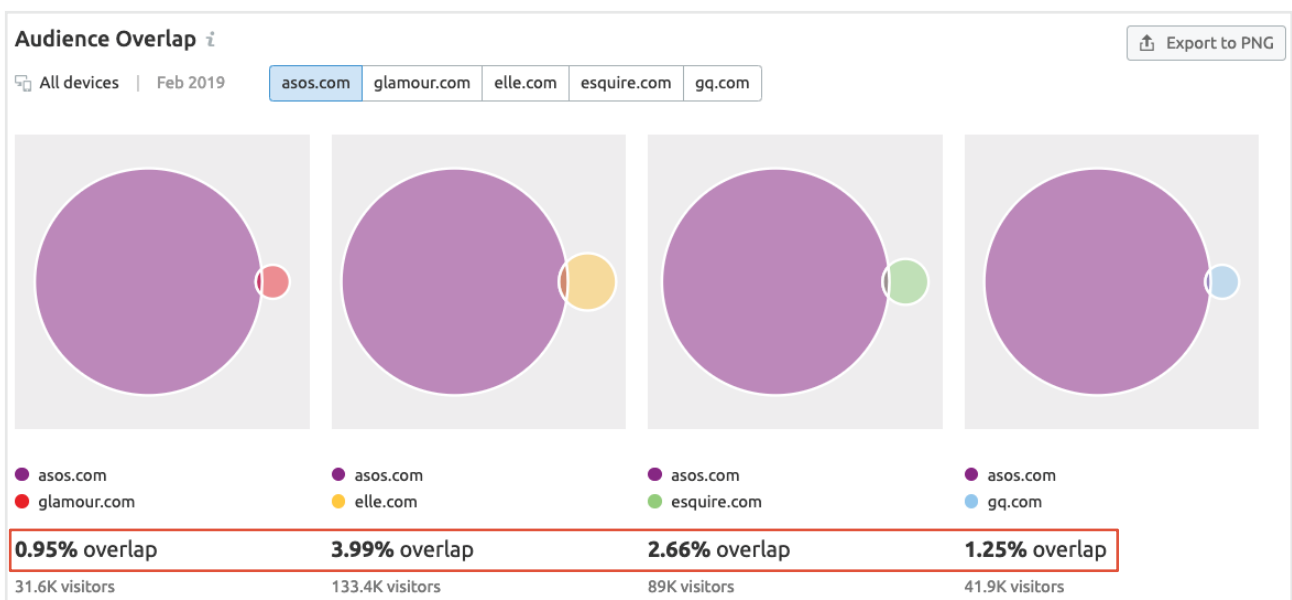 Audience Overlap i
Export to PNG
All devices | Feb 2019
asos.com glamour.com elle.com esquire.com gq.com
asos.com asos.com asos.com asos.com
glamour.com elle.com esquire.com gq.com
0.95% overlap 3.99% overlap 2.66% overlap 1.25% overlap
31.6K visitors 133.4K visitors 89K visitors 41.9K visitors